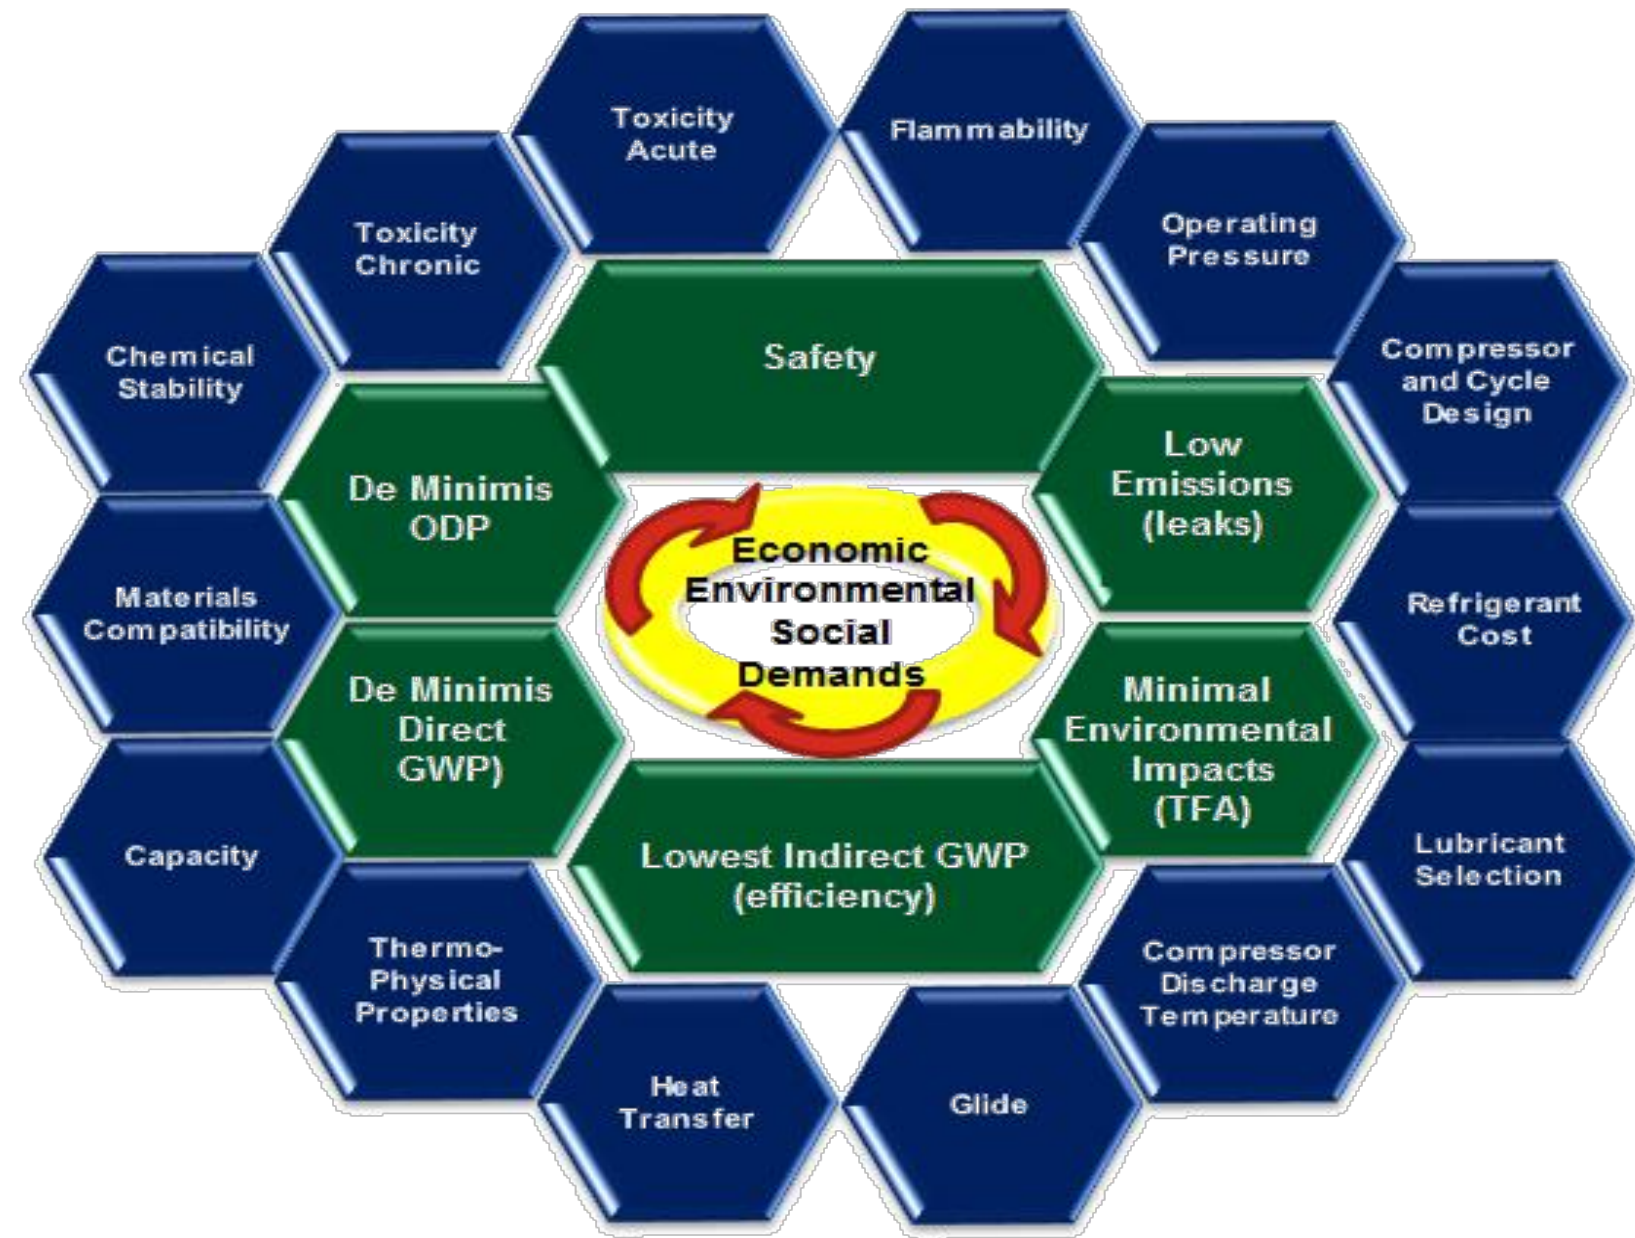 Toxicity
Acute
Flammability
Toxicity
Chronic
Operating
Pressure
Chemical
Stability
Safety
Compressor
and Cycle
Design
De Minimis
ODP
Low
Emissions
(leaks)
Economic
Environmental
Social
Demands
Materials
Compatibility
Refrigerant
Cost
De Minimis
Direct
GWP)
Minimal
Environmental
Impacts
(TFA)
Capacity
Lowest Indirect GWP
(efficiency)
Lubricant
Selection
Thermo-
Physical
Properties
Compressor
Discharge
Temperature
Heat
Transfer
Glide